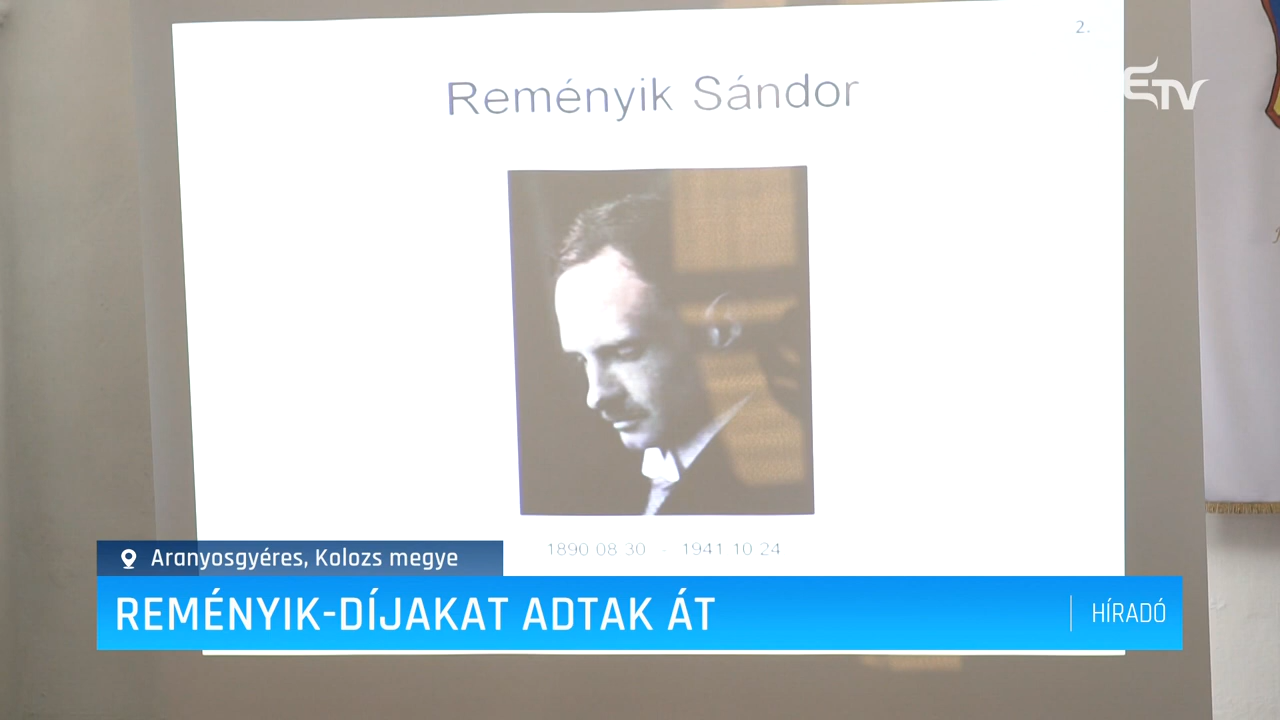 2.
Reményik Sándor
ETV
1890 08 30 - 1941 10 24
Aranyosgyéres, Kolozs megye
REMÉNYIK-DÍJAKAT ADTAK ÁT
HÍRADÓ